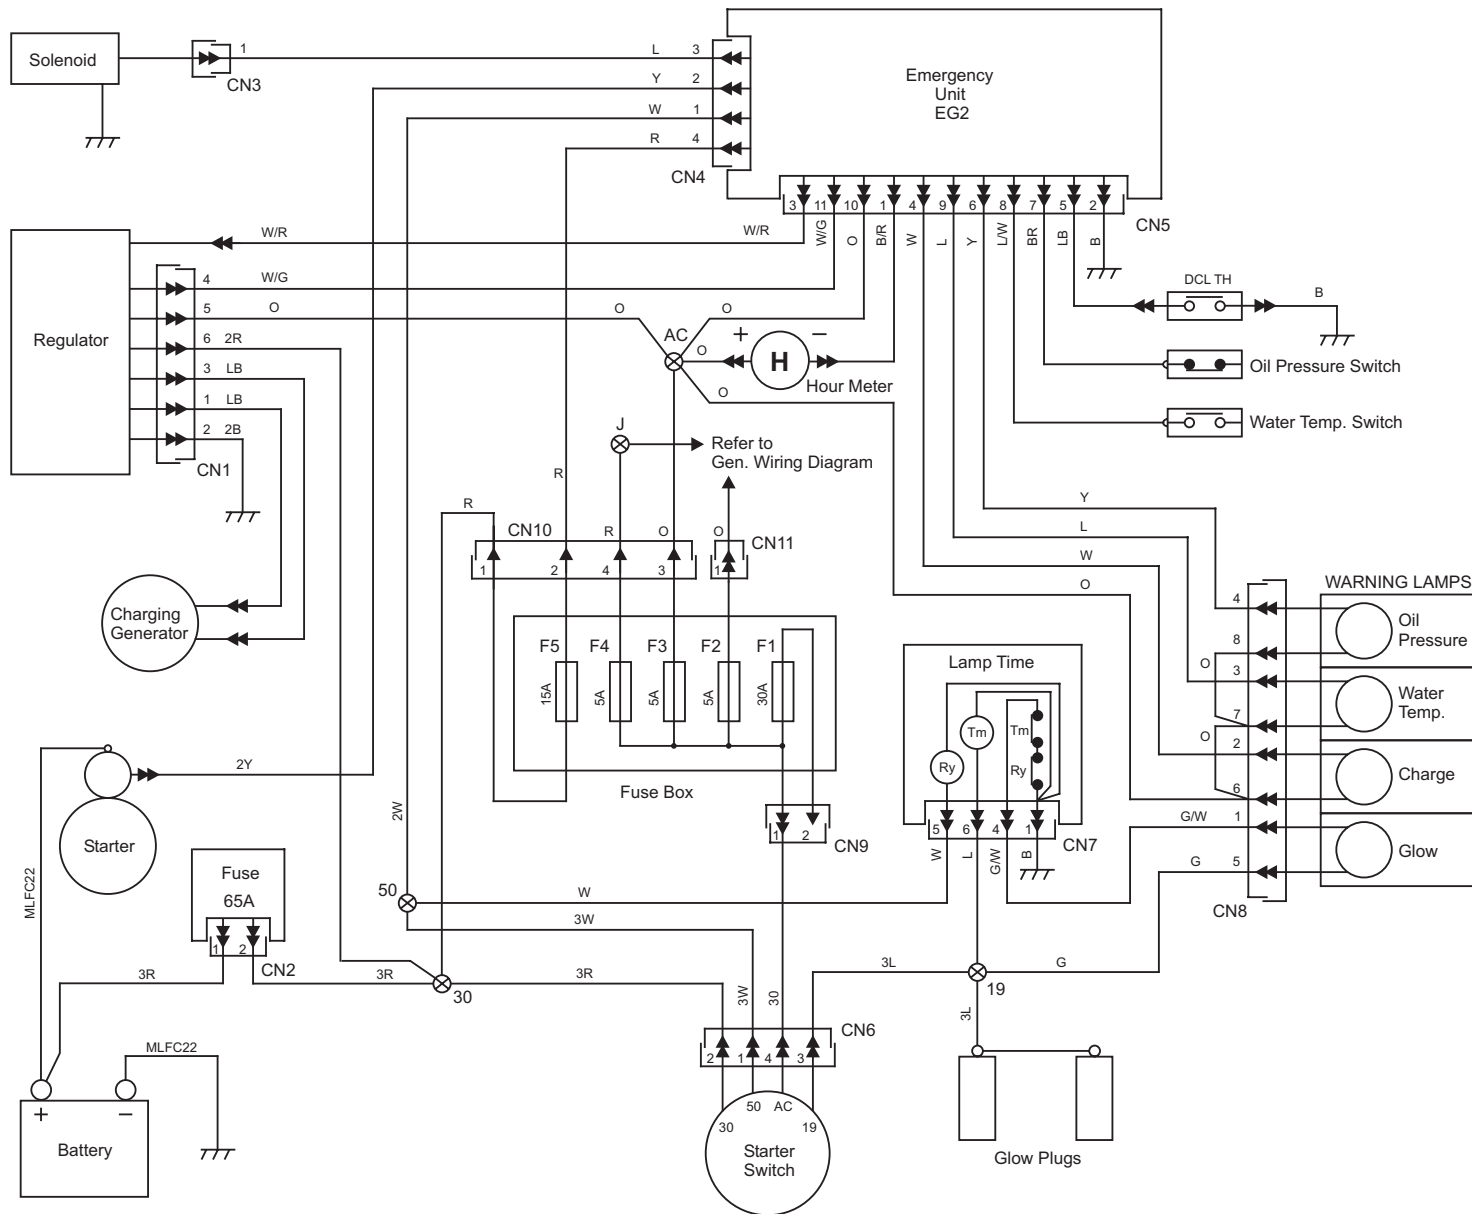 Solenoid
1
CN3
L 3
Y 2
W 1
R 4
CN4
Emergency
Unit
EG2
3 11 10 1 4 9 6 8 7 5 2
CN5
W/R
W/R
W/G
O
B/R
W
L
Y
L/W
BR
LB
B
DCL TH
B
Oil Pressure Switch
Water Temp. Switch
Regulator
4 W/G
5 O
6 2R
3 LB
1 LB
2 2B
CN1
O
O
AC
O
O
+
H
−
Hour Meter
J
Refer to
Gen. Wiring Diagram
R
R
CN10
R
O
O
CN11
1 2 4 3
1
Charging
Generator
F5 F4 F3 F2 F1
15A
5A
5A
5A
30A
Fuse Box
1 2
CN9
Lamp Time
Ry
Tm
Tm
Ry
5 6 4 1
CN7
W
L
G/W
B
Y
L
W
O
WARNING LAMPS
4
8
O
3
7
O
2
6
G/W 1
G 5
CN8
Oil
Pressure
Water
Temp.
Charge
Glow
2Y
Starter
MLFC22
2W
Fuse
65A
1 2
CN2
50
W
3W
3R
3R
30
3R
3W
30
3L
G
19
3L
CN6
2 1 4 3
50 AC
30 19
Starter
Switch
Glow Plugs
MLFC22
+ −
Battery